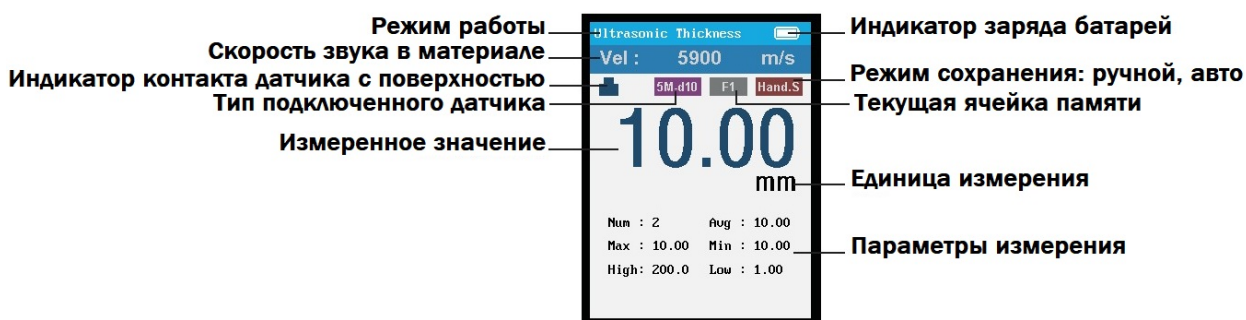 Режим работы
Скорость звука в материале
Индикатор контакта датчика с поверхностью
Тип подключенного датчика
Измеренное значение
Ultrasonic Thickness
Vel : 5900 m/s
5M-d10 F1 Hand.S
10.00
mm
Num : 2 Avg : 10.00
Max : 10.00 Min : 10.00
High: 200.0 Low : 1.00
Индикатор заряда батарей
Режим сохранения: ручной, авто
Текущая ячейка памяти
Единица измерения
Параметры измерения